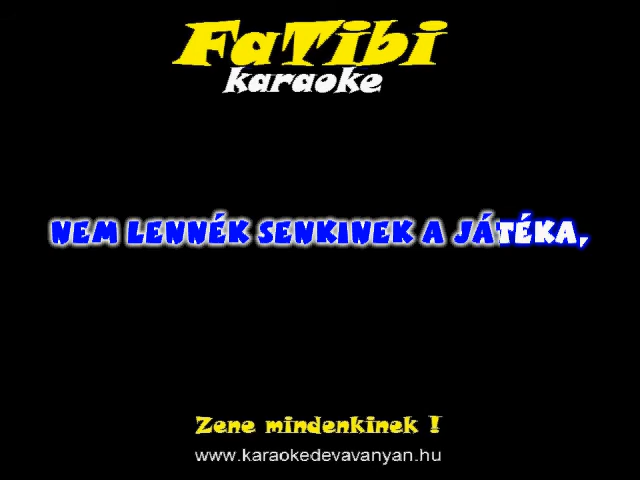 FaTibi
karaoke
NEM LENNÉK SENKINEK A JÁTÉKA,
Zene mindenkinek !
www.karaokedevavanyan.hu